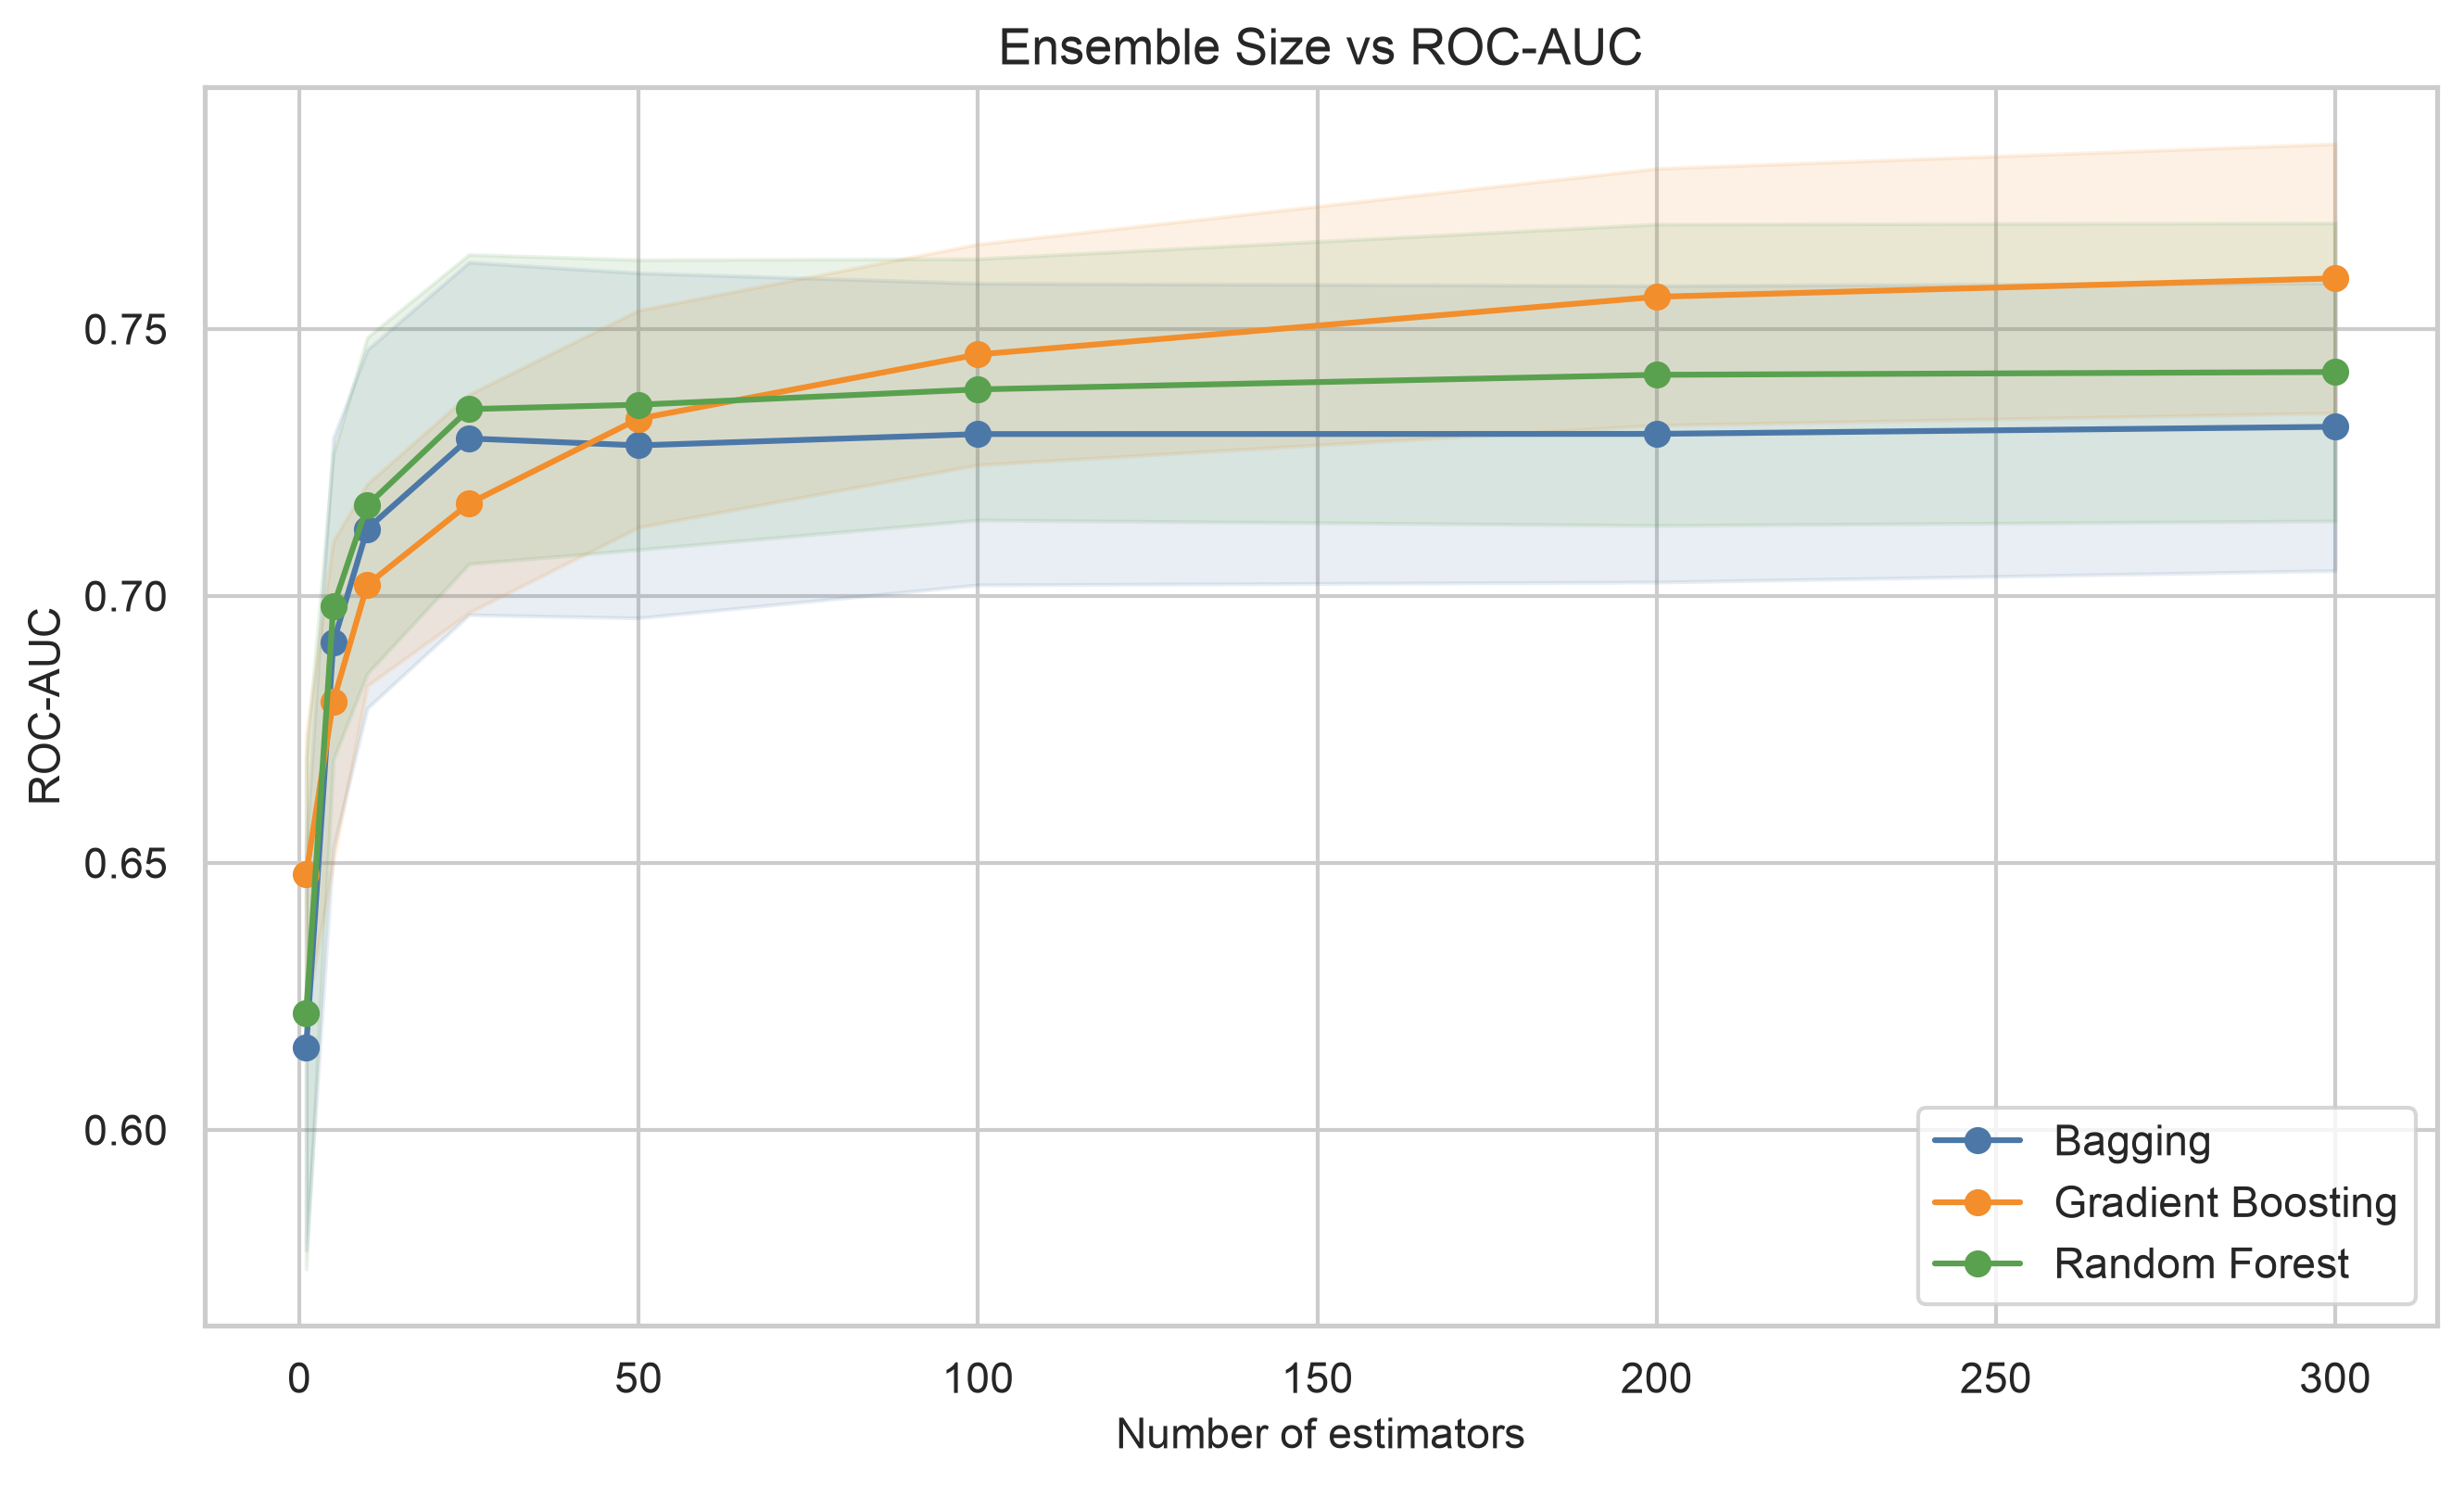 Ensemble Size vs ROC-AUC
ROC-AUC
0.75
0.70
0.65
0.60
0 50 100 150 200 250 300
Number of estimators
Bagging
Gradient Boosting
Random Forest